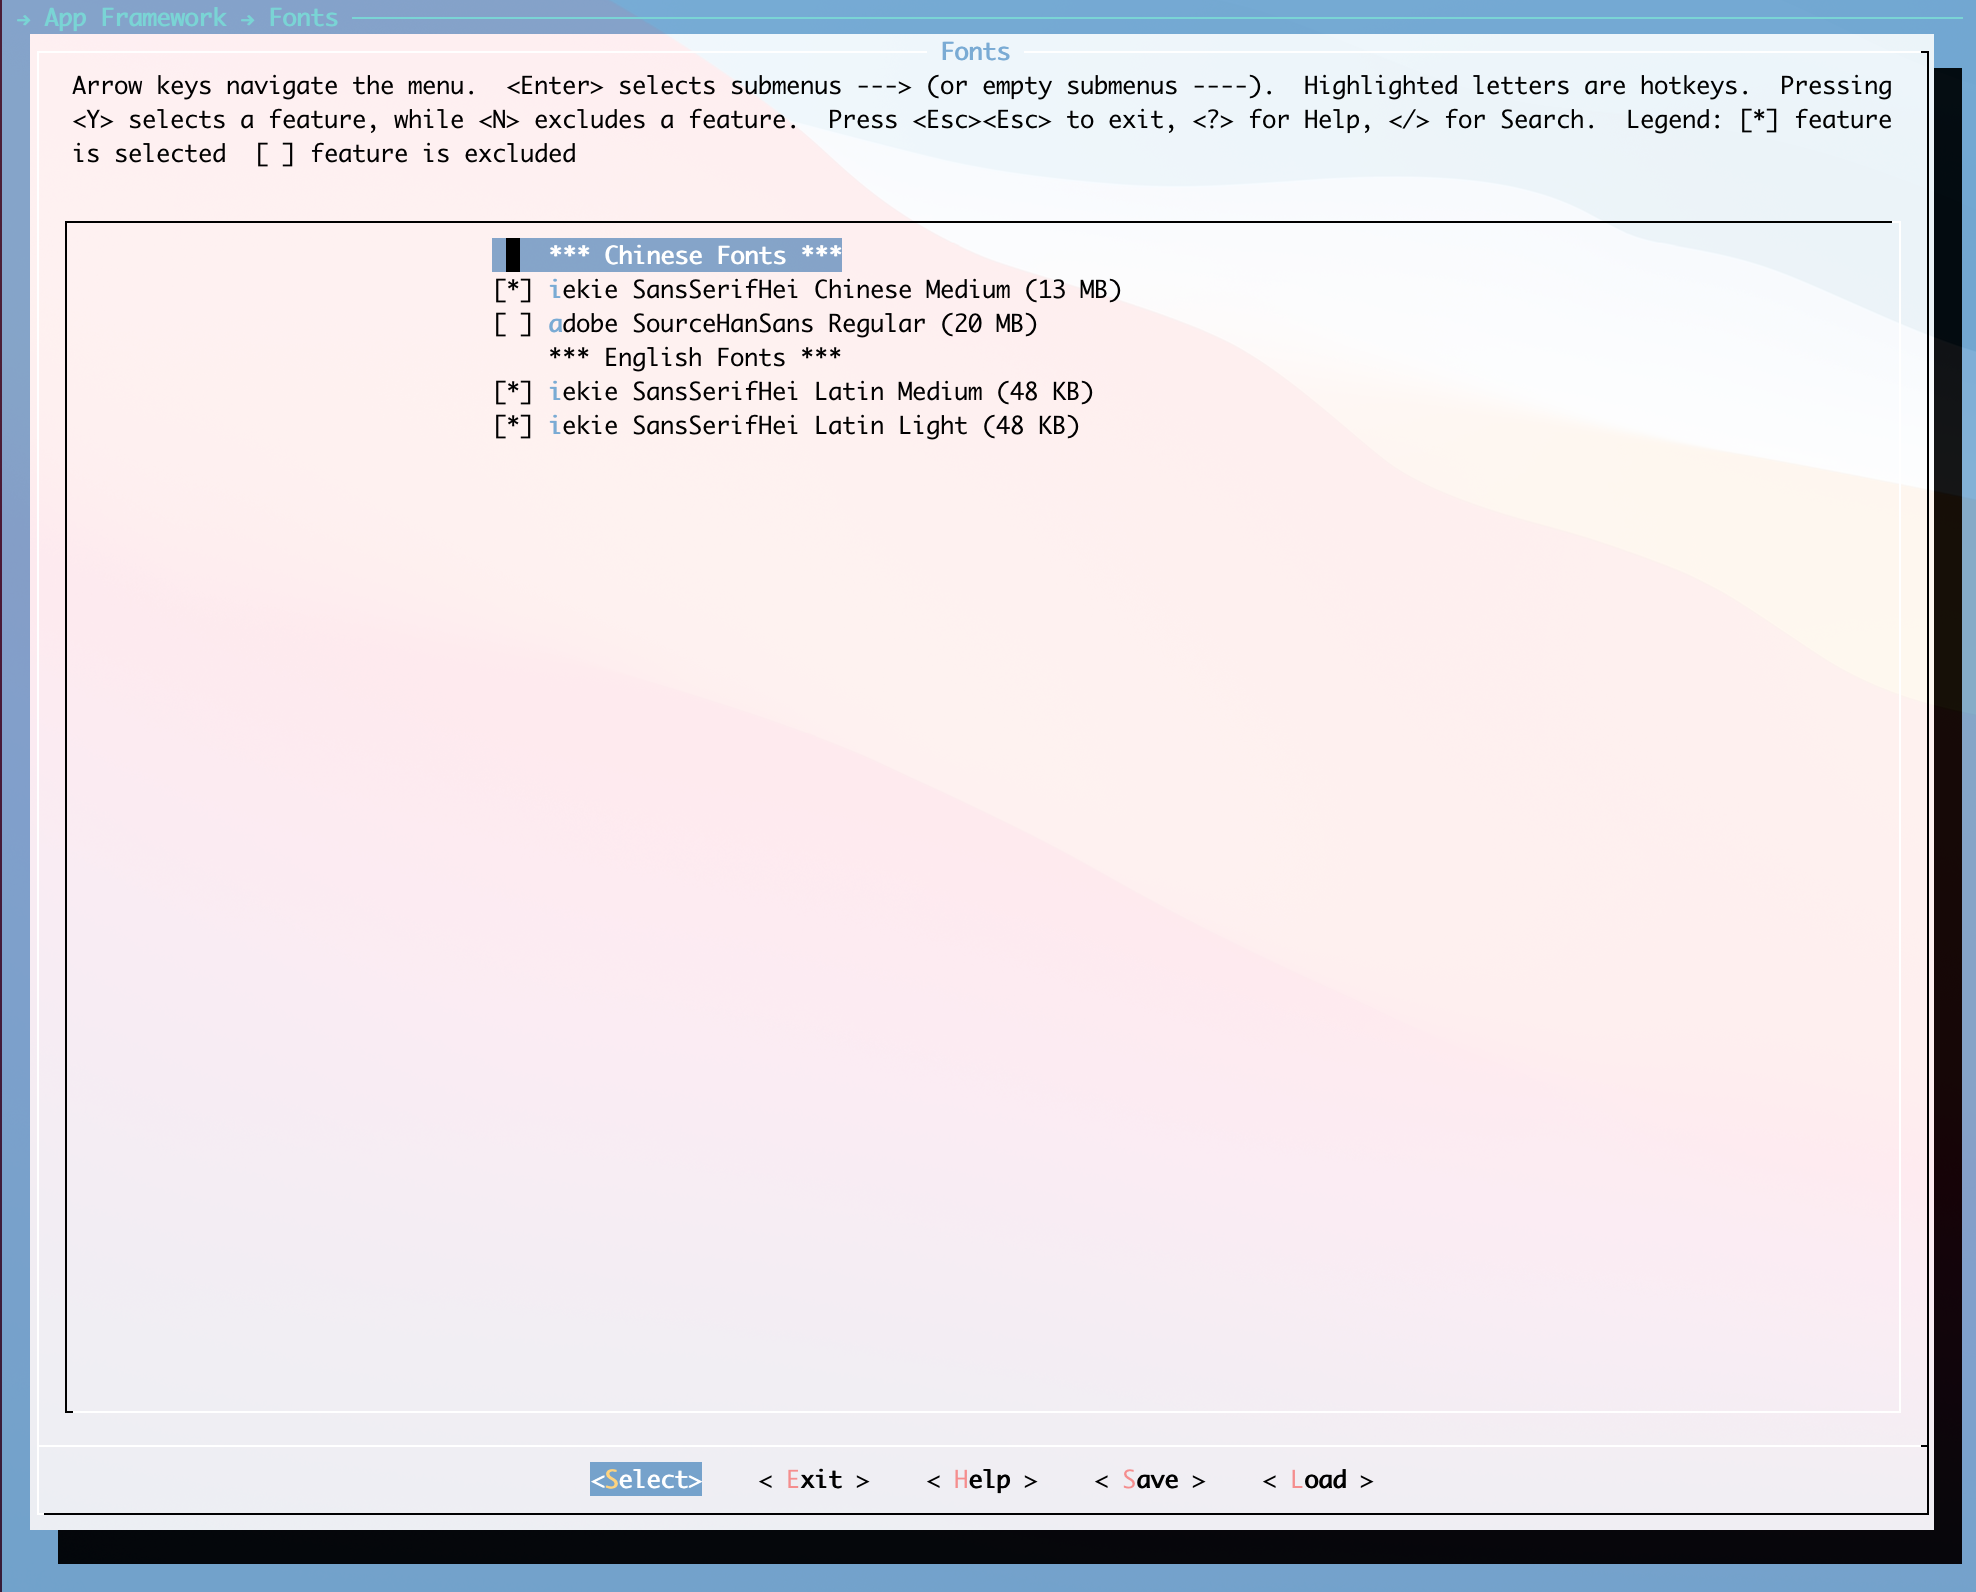 → App Framework → Fonts
Fonts
Arrow keys navigate the menu.  <Enter> selects submenus ---> (or empty submenus ----).  Highlighted letters are hotkeys.  Pressing
<Y> selects a feature, while <N> excludes a feature.  Press <Esc><Esc> to exit, <?> for Help, </> for Search.  Legend: [*] feature
is selected  [ ] feature is excluded
*** Chinese Fonts ***
[*] iekie SansSerifHei Chinese Medium (13 MB)
[ ] adobe SourceHanSans Regular (20 MB)
*** English Fonts ***
[*] iekie SansSerifHei Latin Medium (48 KB)
[*] iekie SansSerifHei Latin Light (48 KB)
<Select>    < Exit >    < Help >    < Save >    < Load >